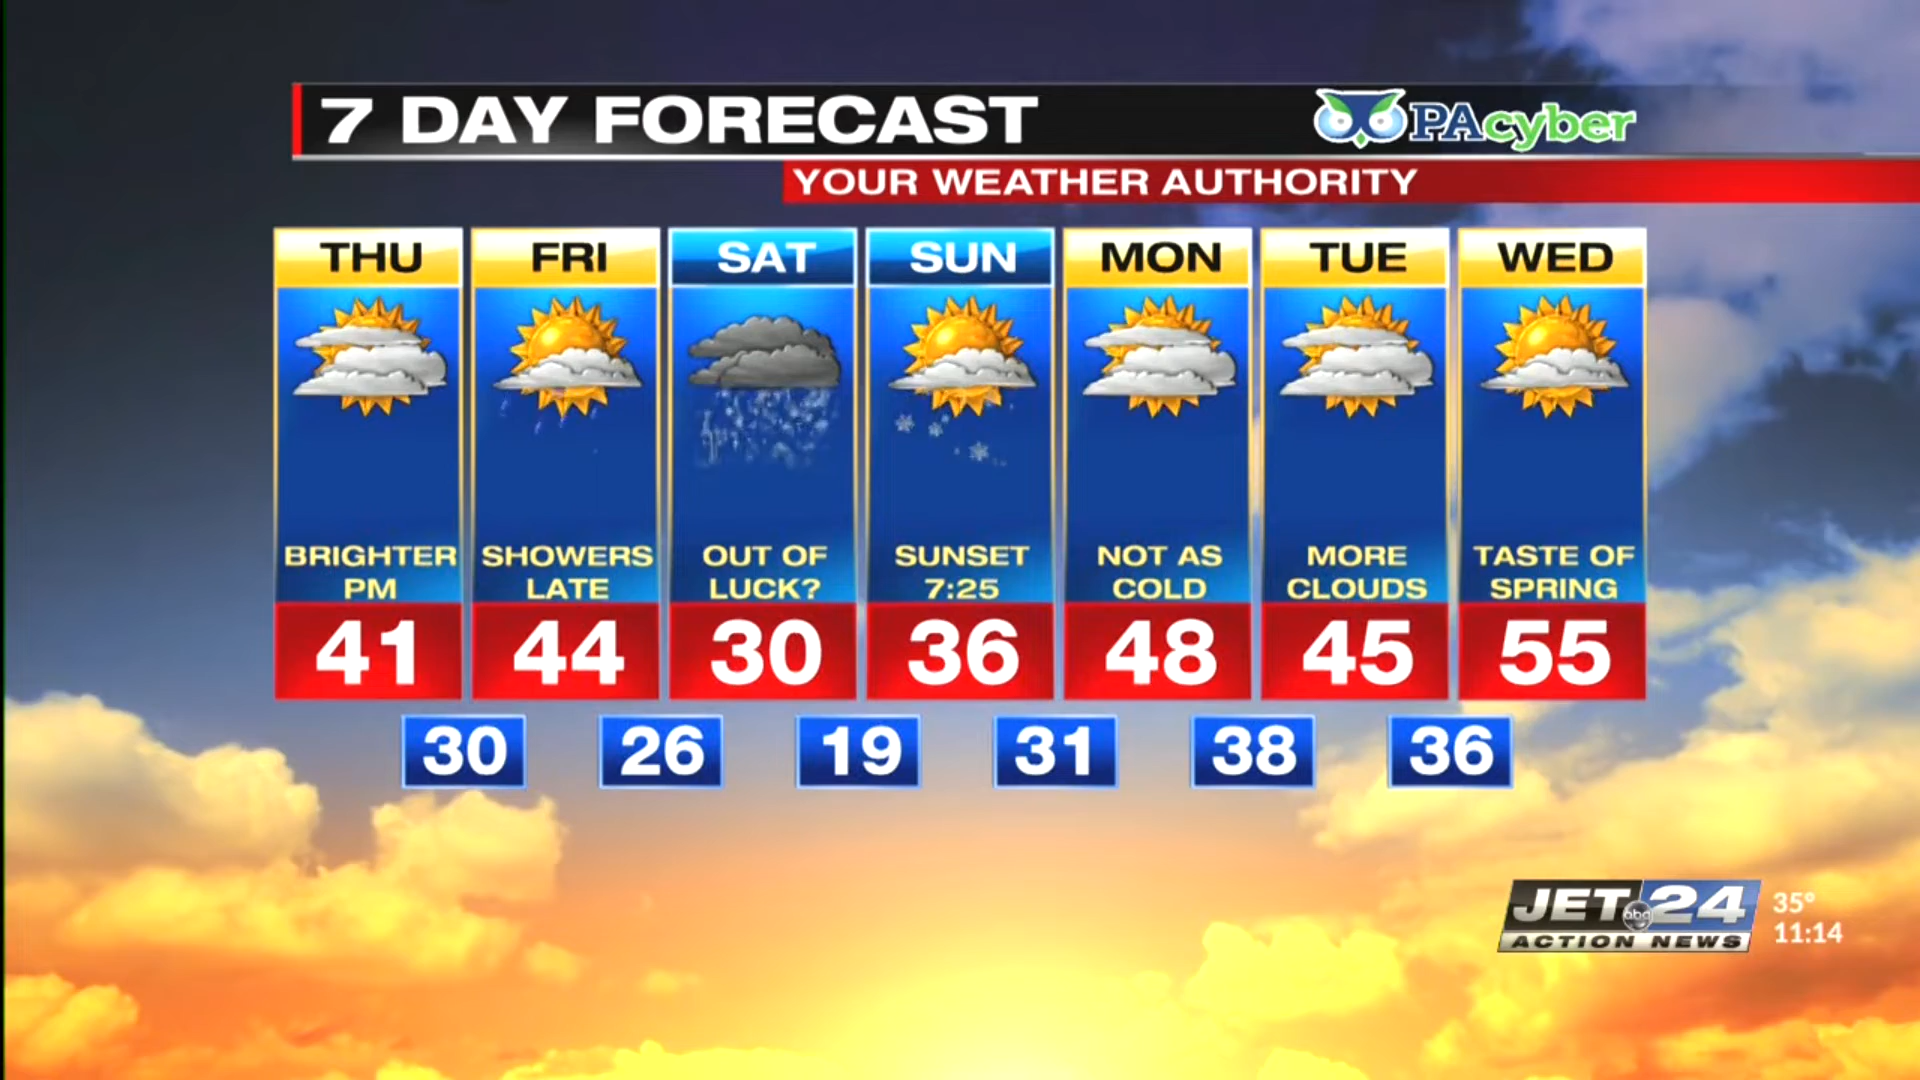 7 DAY FORECAST
PAcyber
YOUR WEATHER AUTHORITY
THU FRI SAT SUN MON TUE WED
BRIGHTER SHOWERS OUT OF SUNSET NOT AS MORE TASTE OF
PM LATE LUCK? 7:25 COLD CLOUDS SPRING
41 44 30 36 48 45 55
30 26 19 31 38 36
JET abc 24
ACTION NEWS
35°
11:14